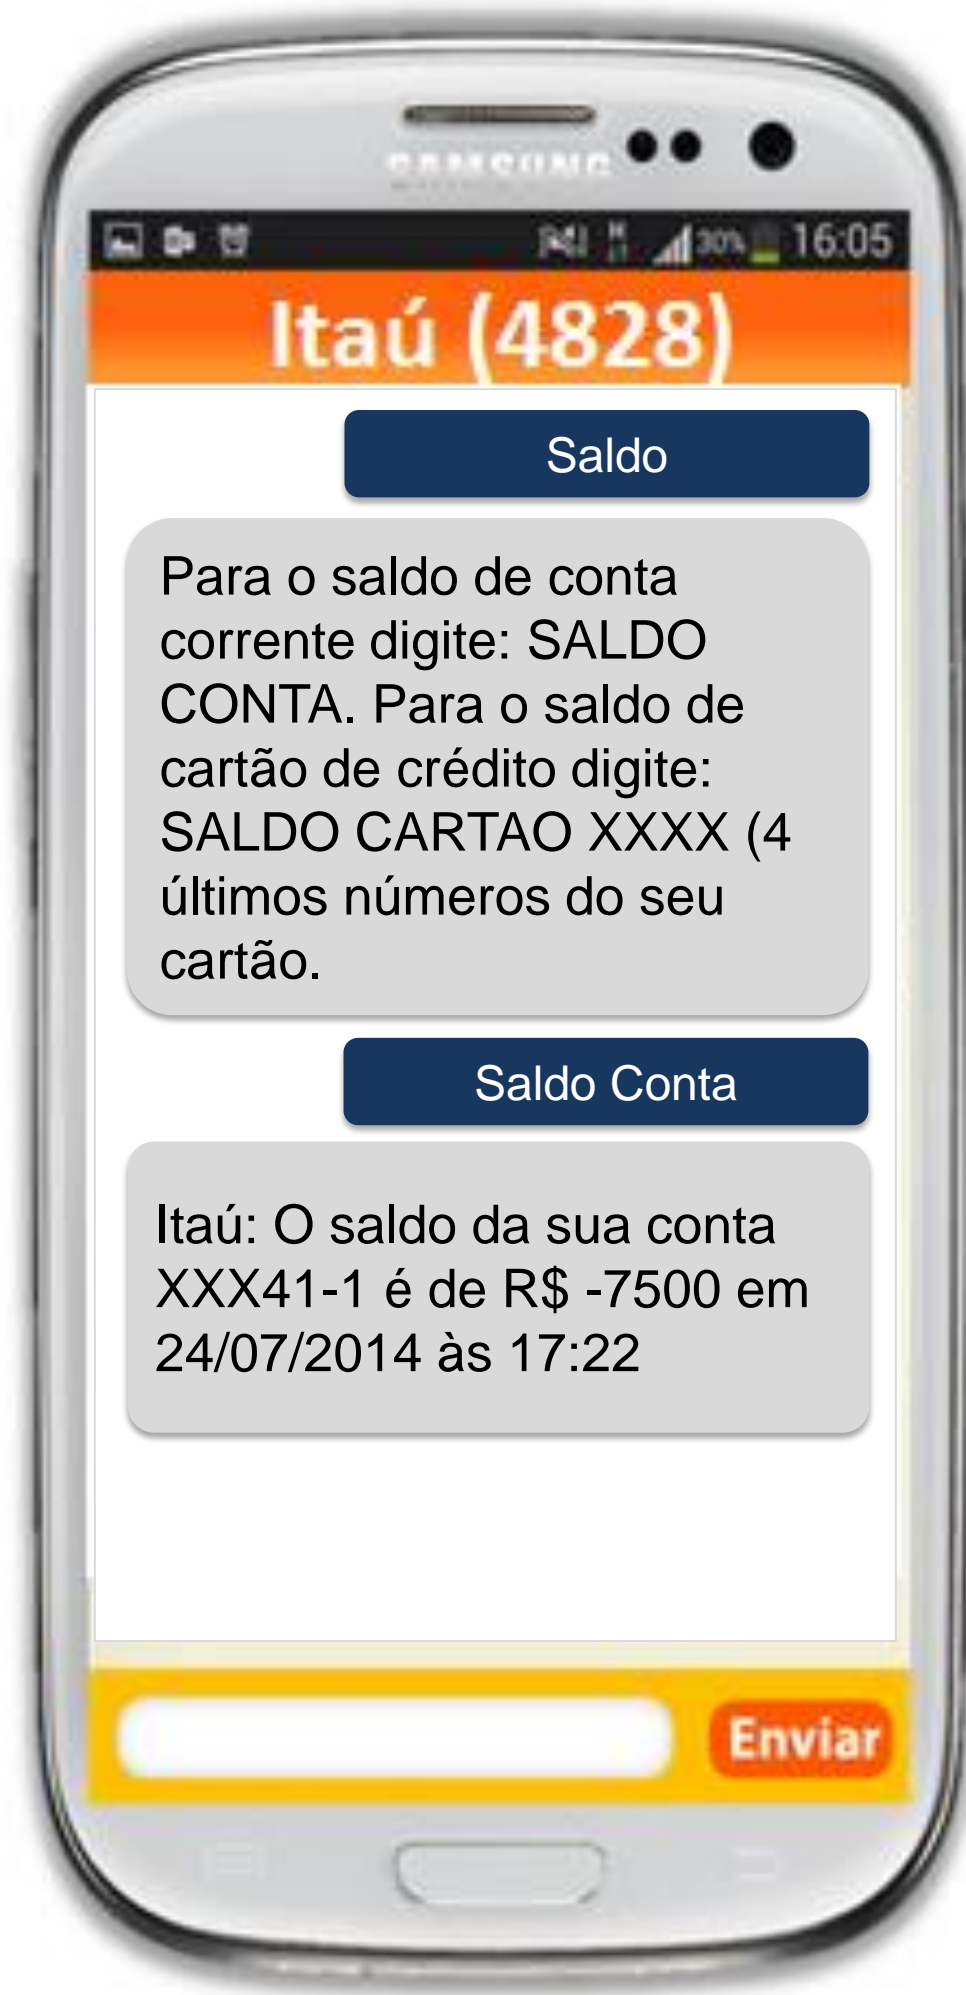 SAMSUNG
30% 16:05
Itaú (4828)
Saldo
Para o saldo de conta
corrente digite: SALDO
CONTA. Para o saldo de
cartão de crédito digite:
SALDO CARTAO XXXX (4
últimos números do seu
cartão.
Saldo Conta
Itaú: O saldo da sua conta
XXX41-1 é de R$ -7500 em
24/07/2014 às 17:22
Enviar